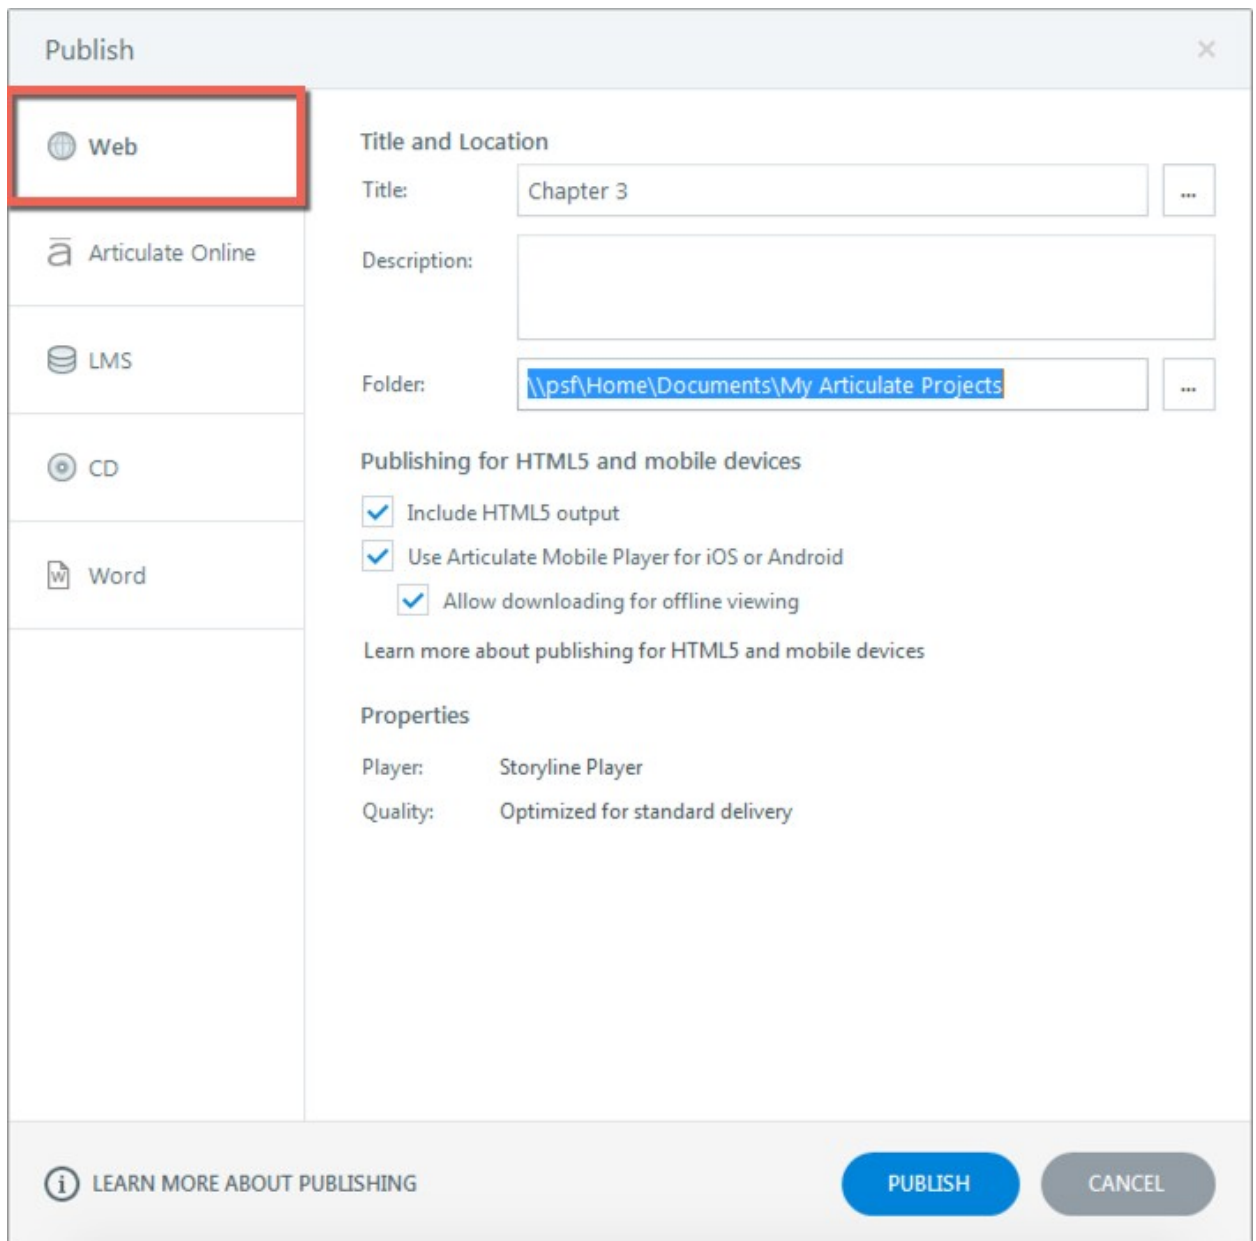 Publish
Web
Articulate Online
LMS
CD
Word
Title and Location
Title: Chapter 3 ...
Description:
Folder: \\psf\Home\Documents\My Articulate Projects ...
Publishing for HTML5 and mobile devices
Include HTML5 output
Use Articulate Mobile Player for iOS or Android
Allow downloading for offline viewing
Learn more about publishing for HTML5 and mobile devices
Properties
Player: Storyline Player
Quality: Optimized for standard delivery
LEARN MORE ABOUT PUBLISHING
PUBLISH
CANCEL